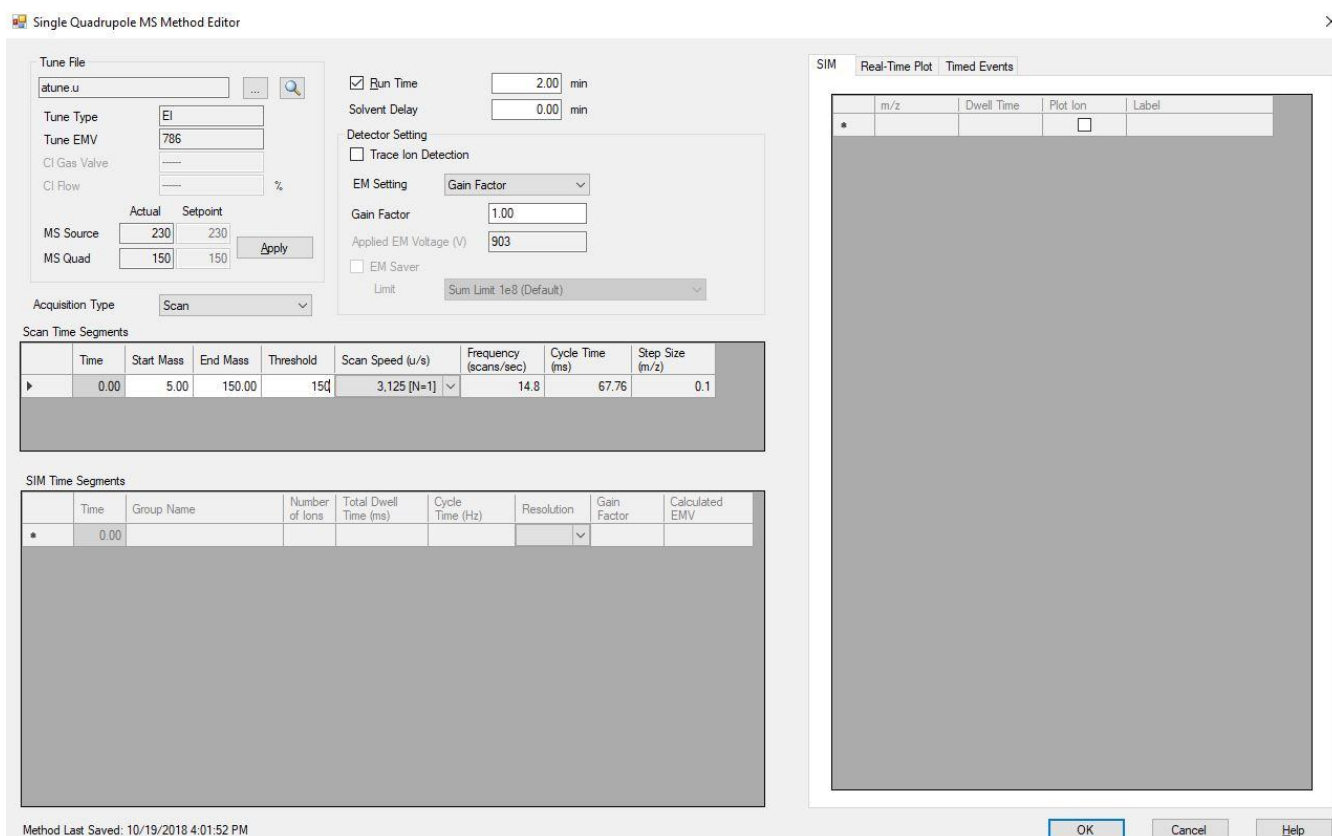 Single Quadrupole MS Method Editor
Tune File
atune.u
...
Tune Type EI
Tune EMV 786
CI Gas Valve -----
CI Flow ----- %
Actual Setpoint
MS Source 230 230
MS Quad 150 150
Apply
Run Time 2.00 min
Solvent Delay 0.00 min
Detector Setting
Trace Ion Detection
EM Setting Gain Factor
Gain Factor 1.00
Applied EM Voltage (V) 903
EM Saver
Limit Sum Limit 1e8 (Default)
Acquisition Type Scan
Scan Time Segments
Time Start Mass End Mass Threshold Scan Speed (u/s) Frequency (scans/sec) Cycle Time (ms) Step Size (m/z)
0.00 5.00 150.00 150 3,125 [N=1] 14.8 67.76 0.1
SIM Time Segments
Time Group Name Number of Ions Total Dwell Time (ms) Cycle Time (Hz) Resolution Gain Factor Calculated EMV
* 0.00
Method Last Saved: 10/19/2018 4:01:52 PM
SIM Real-Time Plot Timed Events
m/z Dwell Time Plot Ion Label
*
OK Cancel Help